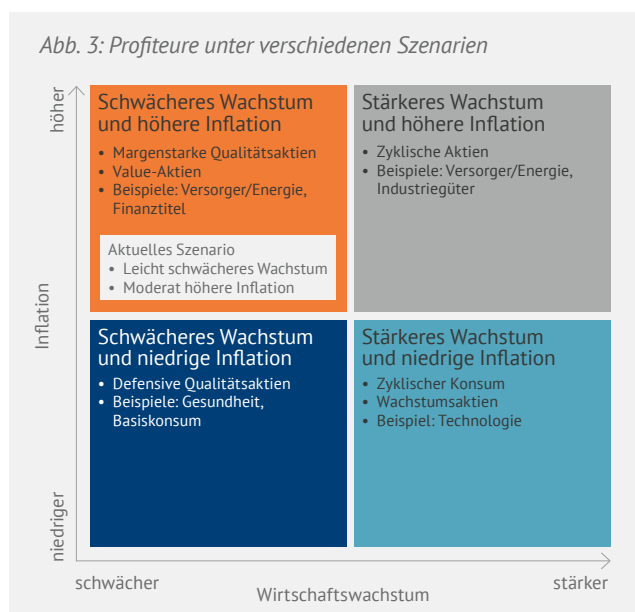 Abb. 3: Profiteure unter verschiedenen Szenarien
höher
Schwächeres Wachstum
und höhere Inflation
• Margenstarke Qualitätsaktien
• Value-Aktien
• Beispiele: Versorger/Energie,
Finanztitel
Aktuelles Szenario
• Leicht schwächeres Wachstum
• Moderat höhere Inflation
Stärkeres Wachstum
und höhere Inflation
• Zyklische Aktien
• Beispiele: Versorger/Energie,
Industriegüter
Inflation
Schwächeres Wachstum
und niedrige Inflation
• Defensive Qualitätsaktien
• Beispiele: Gesundheit,
Basiskonsum
Stärkeres Wachstum
und niedrige Inflation
• Zyklischer Konsum
• Wachstumsaktien
• Beispiel: Technologie
niedriger
schwächer
Wirtschaftswachstum
stärker